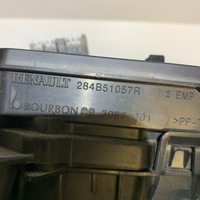 RENAULT 284B51057R 2 EMP
BOURBON
>PP-